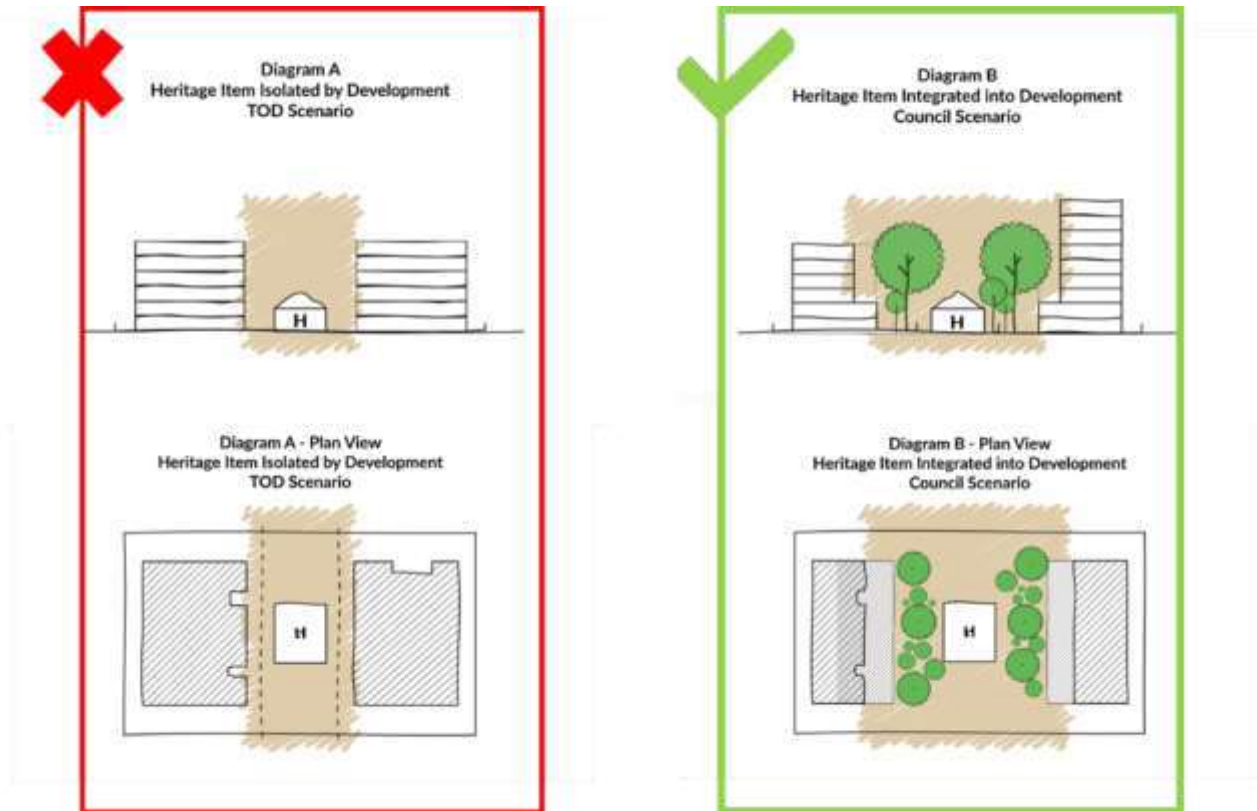 Diagram A
Heritage Item Isolated by Development
TOD Scenario
H
Diagram A - Plan View
Heritage Item Isolated by Development
TOD Scenario
H
Diagram B
Heritage Item Integrated into Development
Council Scenario
H
Diagram B - Plan View
Heritage Item Integrated into Development
Council Scenario
H